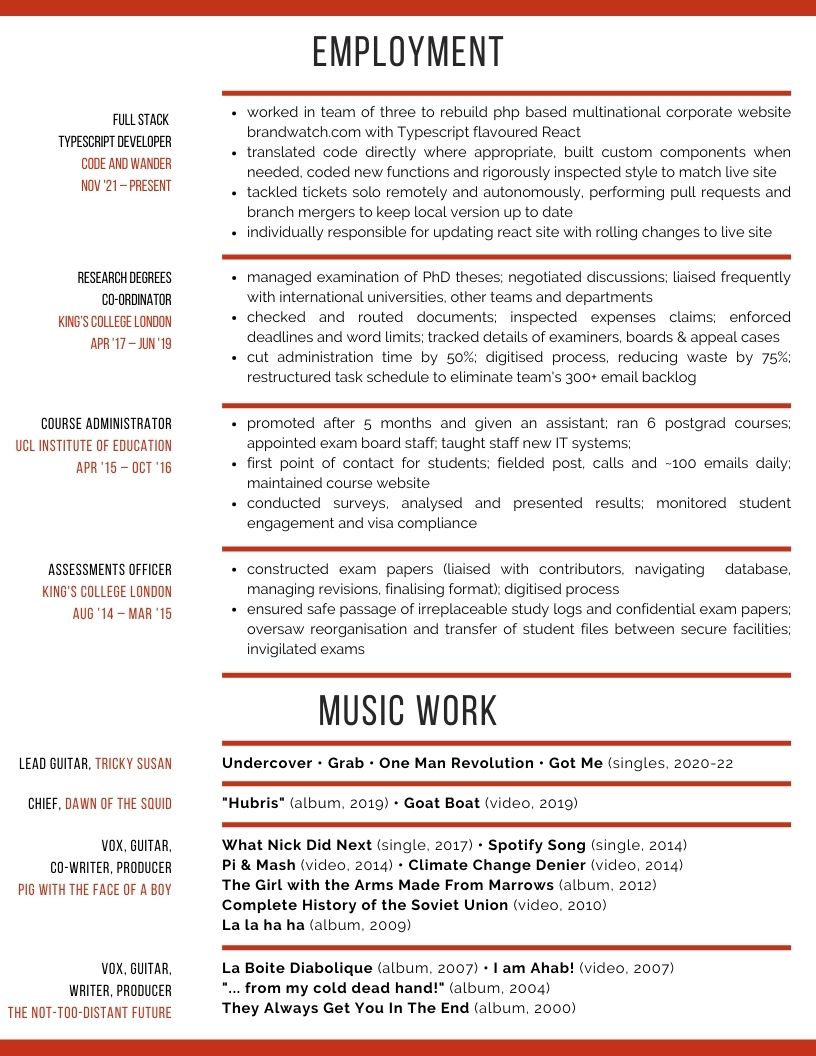 EMPLOYMENT
FULL STACK
TYPESCRIPT DEVELOPER
CODE AND WANDER
NOV '21 – PRESENT
• worked in team of three to rebuild php based multinational corporate website
brandwatch.com with Typescript flavoured React
• translated code directly where appropriate, built custom components when
needed, coded new functions and rigorously inspected style to match live site
• tackled tickets solo remotely and autonomously, performing pull requests and
branch mergers to keep local version up to date
• individually responsible for updating react site with rolling changes to live site
RESEARCH DEGREES
CO-ORDINATOR
KING'S COLLEGE LONDON
APR '17 – JUN '19
• managed examination of PhD theses; negotiated discussions; liaised frequently
with international universities, other teams and departments
• checked and routed documents; inspected expenses claims; enforced
deadlines and word limits; tracked details of examiners, boards & appeal cases
• cut administration time by 50%; digitised process, reducing waste by 75%;
restructured task schedule to eliminate team's 300+ email backlog
COURSE ADMINISTRATOR
UCL INSTITUTE OF EDUCATION
APR '15 – OCT '16
• promoted after 5 months and given an assistant; ran 6 postgrad courses;
appointed exam board staff; taught staff new IT systems;
• first point of contact for students; fielded post, calls and ~100 emails daily;
maintained course website
• conducted surveys, analysed and presented results; monitored student
engagement and visa compliance
ASSESSMENTS OFFICER
KING'S COLLEGE LONDON
AUG '14 – MAR '15
• constructed exam papers (liaised with contributors, navigating database,
managing revisions, finalising format); digitised process
• ensured safe passage of irreplaceable study logs and confidential exam papers;
oversaw reorganisation and transfer of student files between secure facilities;
invigilated exams
MUSIC WORK
LEAD GUITAR, TRICKY SUSAN
Undercover • Grab • One Man Revolution • Got Me (singles, 2020-22
CHIEF, DAWN OF THE SQUID
"Hubris" (album, 2019) • Goat Boat (video, 2019)
VOX, GUITAR,
CO-WRITER, PRODUCER
PIG WITH THE FACE OF A BOY
What Nick Did Next (single, 2017) • Spotify Song (single, 2014)
Pi & Mash (video, 2014) • Climate Change Denier (video, 2014)
The Girl with the Arms Made From Marrows (album, 2012)
Complete History of the Soviet Union (video, 2010)
La la ha ha (album, 2009)
VOX, GUITAR,
WRITER, PRODUCER
THE NOT-TOO-DISTANT FUTURE
La Boite Diabolique (album, 2007) • I am Ahab! (video, 2007)
"... from my cold dead hand!" (album, 2004)
They Always Get You In The End (album, 2000)